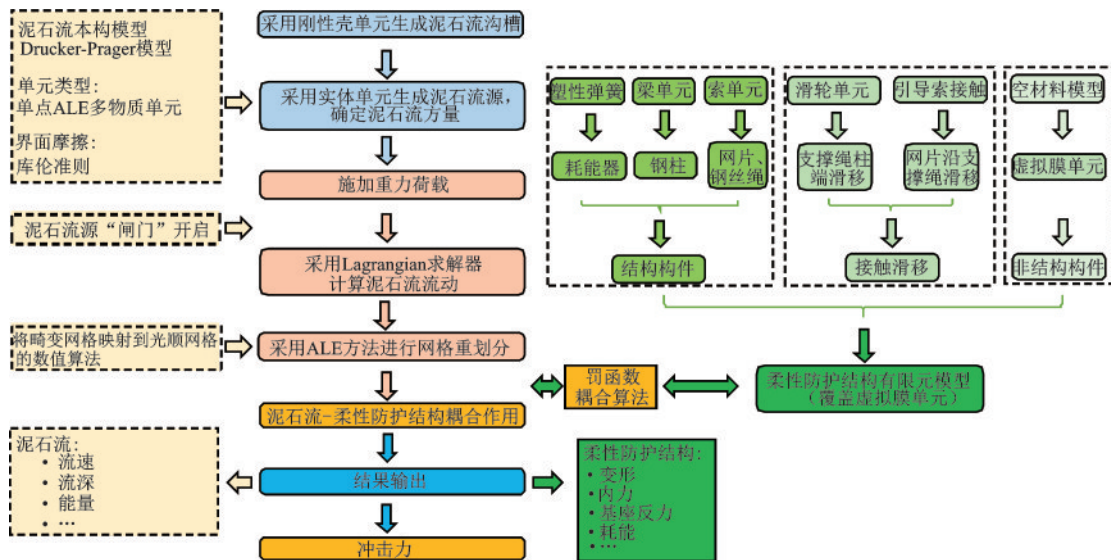 泥石流本构模型
Drucker-Prager模型
单元类型:
单点ALE多物质单元
界面摩擦:
库伦准则
泥石流源“闸门”开启
将畸变网格映射到光顺网格
的数值算法
泥石流:
• 流速
• 流深
• 能量
• …
采用刚性壳单元生成泥石流沟槽
采用实体单元生成泥石流源,
确定泥石流方量
施加重力荷载
采用Lagrangian求解器
计算泥石流流动
采用ALE方法进行网格重划分
泥石流-柔性防护结构耦合作用
结果输出
冲击力
塑性弹簧
梁单元
索单元
耗能器
钢柱
网片、
钢丝绳
结构构件
滑轮单元
引导索接触
支撑绳柱
端滑移
网片沿支
撑绳滑移
接触滑移
空材料模型
虚拟膜单元
非结构构件
罚函数
耦合算法
柔性防护结构有限元模型
(覆盖虚拟膜单元)
柔性防护结构:
• 变形
• 内力
• 基座反力
• 耗能
• …